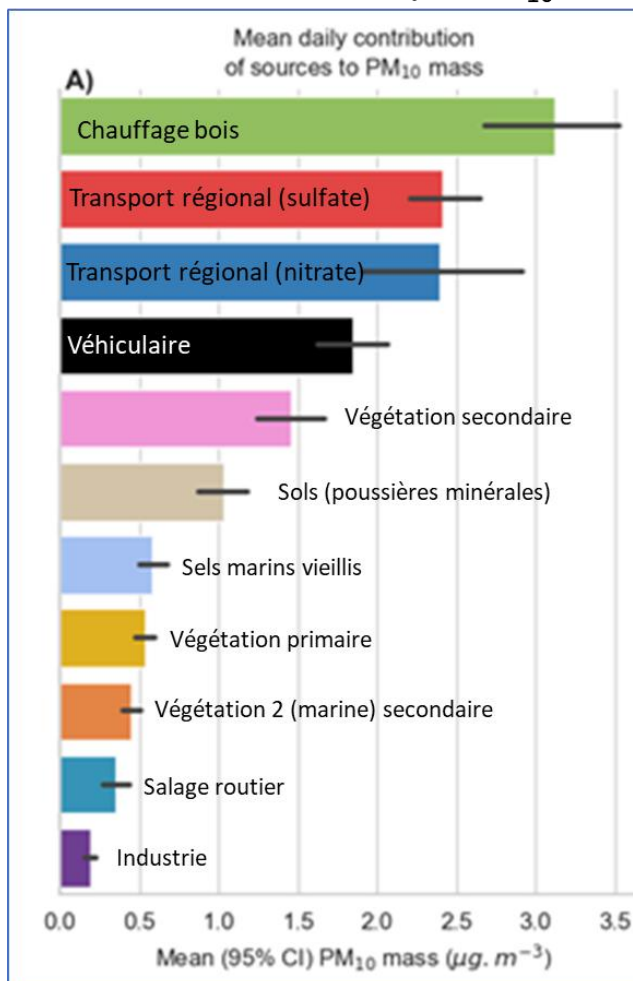 10
Mean daily contribution
of sources to PM10 mass
A)
Chauffage bois
Transport régional (sulfate)
Transport régional (nitrate)
Véhiculaire
Végétation secondaire
Sols (poussières minérales)
Sels marins vieillis
Végétation primaire
Végétation 2 (marine) secondaire
Salage routier
Industrie
0.0 0.5 1.0 1.5 2.0 2.5 3.0 3.5
Mean (95% CI) PM10 mass (μg. m−3)